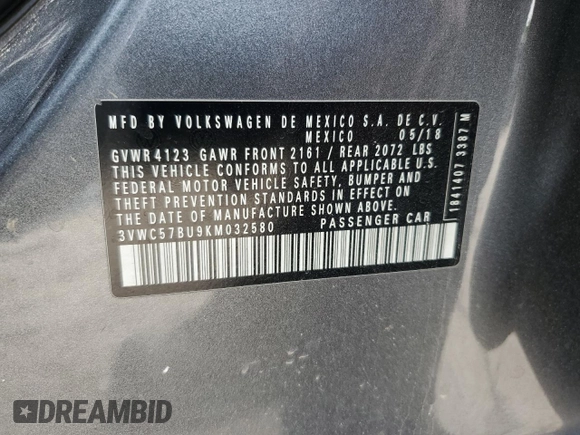 MFD BY VOLKSWAGEN DE MEXICO S.A. DE C.V.
MEXICO 05/18
GVWR 4123 GAWR FRONT 2161 / REAR 2072 LBS
THIS VEHICLE CONFORMS TO ALL APPLICABLE U.S.
FEDERAL MOTOR VEHICLE SAFETY, BUMPER AND
THEFT PREVENTION STANDARDS IN EFFECT ON
THE DATE OF MANUFACTURE SHOWN ABOVE.
3VWC57BU9KM032580 PASSENGER CAR
1841407 3387 M
DREAMBID